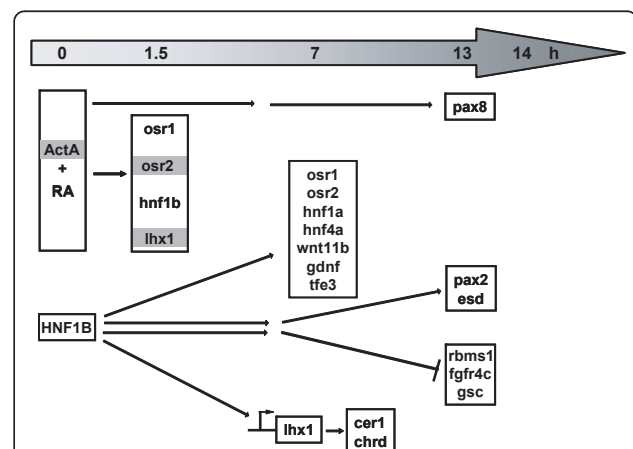 0 1.5 7 13 14 h
pax8
ActA
+
RA
osr1
osr2
hnf1b
lhx1
osr1
osr2
hnf1a
hnf4a
wnt11b
gdnf
tfe3
HNF1B
pax2
esd
rbms1
fgfr4c
gsc
lhx1
cer1
chrd